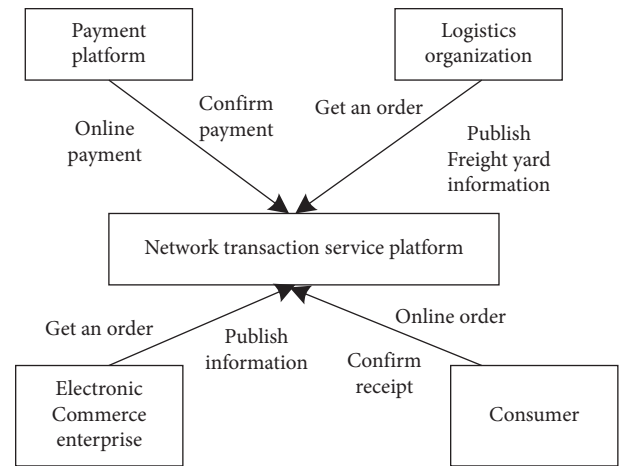 Payment
platform
Logistics
organization
Confirm
payment
Get an order
Online
payment
Publish
Freight yard
information
Network transaction service platform
Get an order
Publish
information
Online order
Confirm
receipt
Electronic
Commerce
enterprise
Consumer